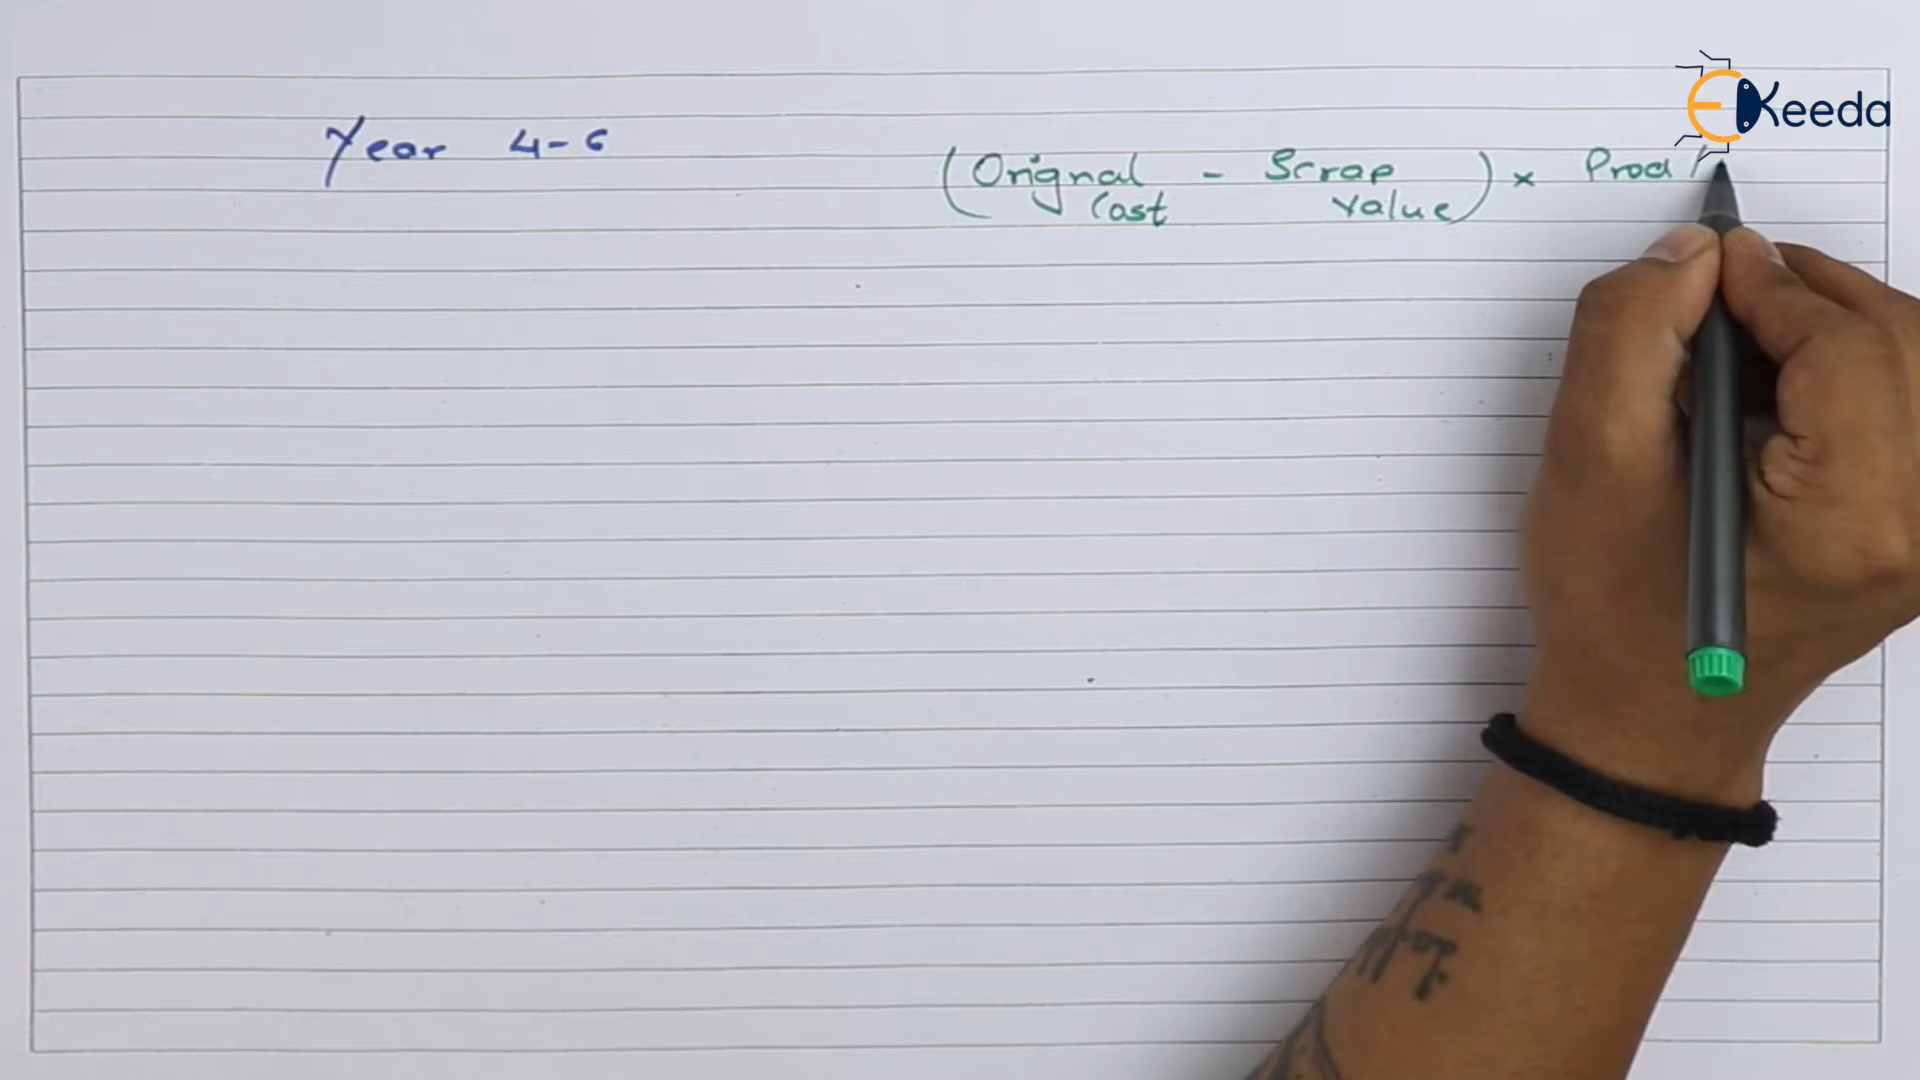 EKeeda
Year 4-6
(Orignal - Scrap) × Prod /
Cost Value